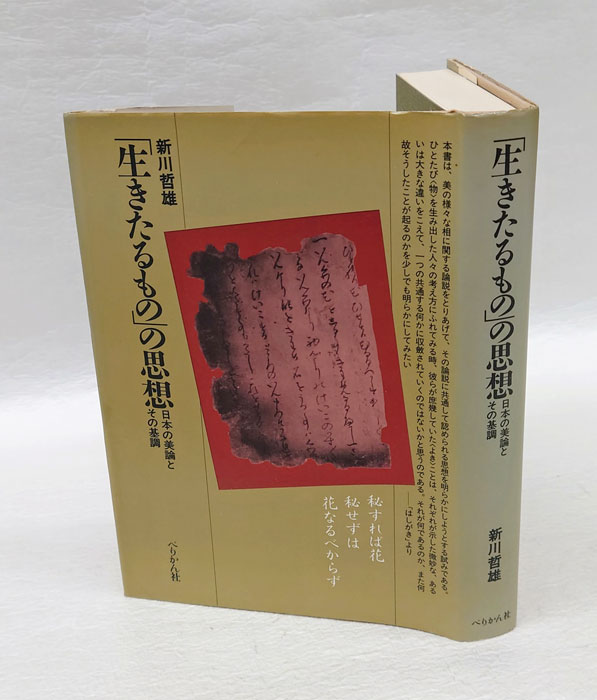 新川哲雄
「生きたるもの」の思想
日本の美論と
その基調
ぺりかん社
秘すれば花
秘せずは
花なるべからず
本書は、美の様々な相に関する論説をとりあげて、その論説に共通して認められる思想を明らかにしようとする試みである。
ひとたび〈物〉を生み出した人々の考え方にふれてみる時、彼らが庶幾していた〈よき〉ことは、それぞれが示した微妙な、ある
いは大きな違いをこえて、一つの共通する何かに収斂されていくのではないかと思うのである。それが何であるのか、また何
故そうしたことが起るのかを少しでも明らかにしてみたい
——「はしがき」より
「生きたるもの」の思想
日本の美論と
その基調
新川哲雄
ぺりかん社